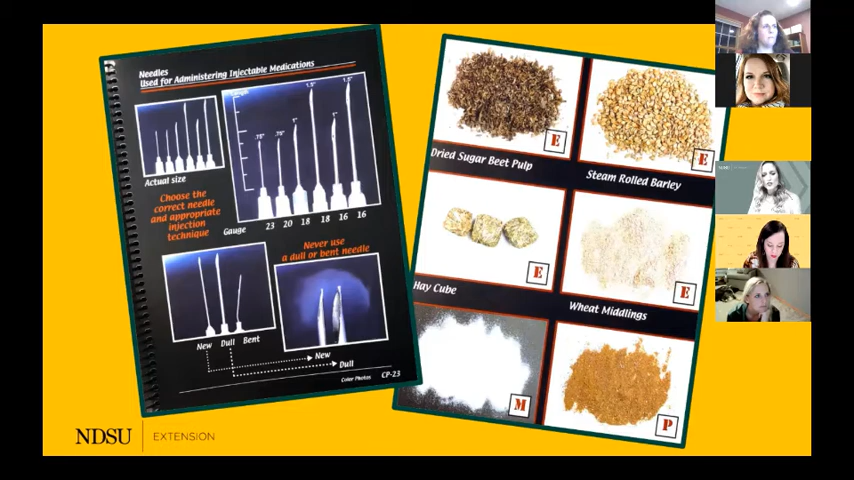 Needles
Used for Administering Injectable Medications
.75"
.75"
1"
1.5"
1"
1.5"
Actual size
Choose the
correct needle
and appropriate
injection
technique
Gauge
23 20 18 18 16 16
Never use
a dull or bent needle
New Dull Bent
New
Dull
Color Photos CP-23
E
E
Dried Sugar Beet Pulp
Steam Rolled Barley
E
E
Hay Cube
Wheat Middlings
M
P
NDSU EXTENSION